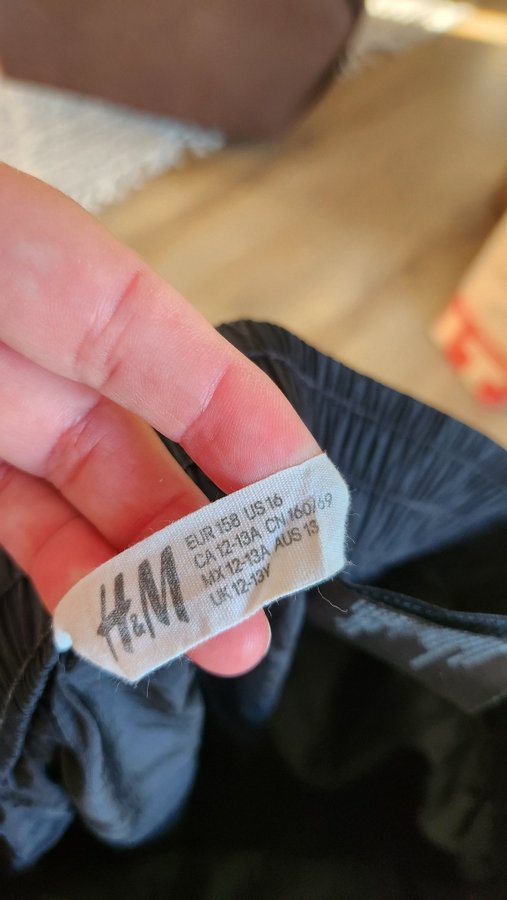 H&M
EUR 158 US 16
CA 12-13A CN 160/69
MX 12-13A AUS 13
UK 12-13Y